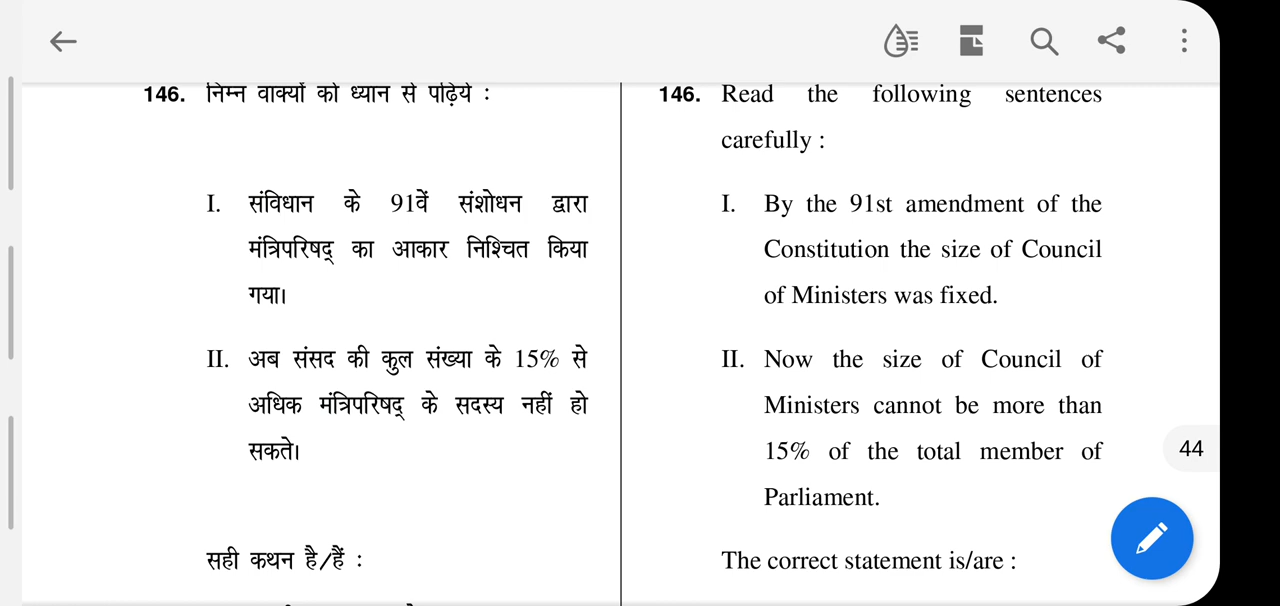 146. निम्न वाक्यों को ध्यान से पढ़िये :
I. संविधान के 91वें संशोधन द्वारा
मंत्रिपरिषद् का आकार निश्चित किया
गया।
II. अब संसद की कुल संख्या के 15% से
अधिक मंत्रिपरिषद् के सदस्य नहीं हो
सकते।
सही कथन है/हैं :
146. Read the following sentences
carefully :
I. By the 91st amendment of the
Constitution the size of Council
of Ministers was fixed.
II. Now the size of Council of
Ministers cannot be more than
15% of the total member of
Parliament.
The correct statement is/are :
44